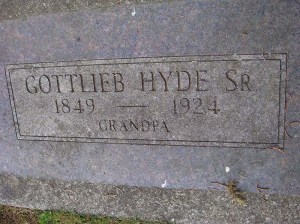 GOTTLIEB HYDE SR
1849 — 1924
GRANDPA